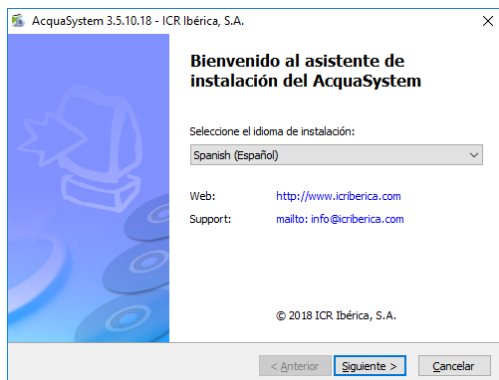 AcquaSystem 3.5.10.18 - ICR Ibérica, S.A.
Bienvenido al asistente de
instalación del AcquaSystem
Seleccione el idioma de instalación:
Spanish (Español)
Web: http://www.icriberica.com
Support: mailto: info@icriberica.com
© 2018 ICR Ibérica, S.A.
< Anterior Siguiente > Cancelar